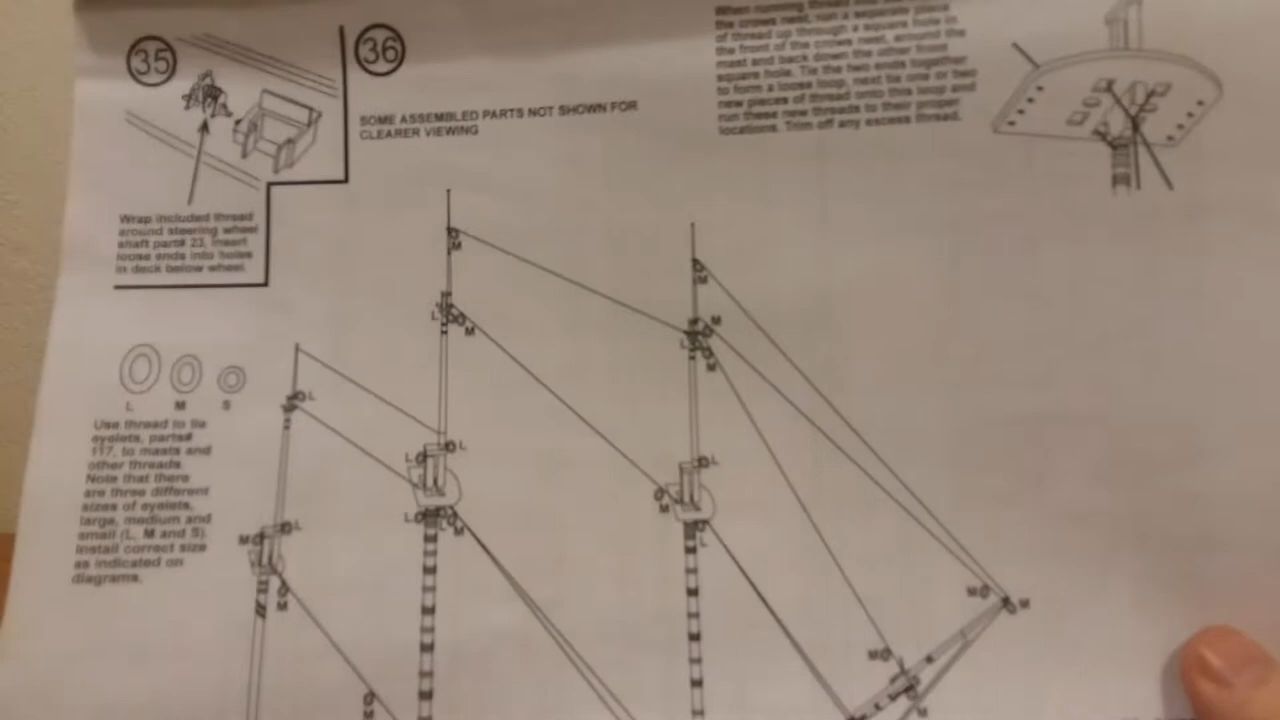 35
36
When running thread
the crows nest, run a separate piece
of thread up through a square hole in
the front of the crows nest, around the
mast and back down the other front
square hole. Tie the two ends together
to form a loose loop, next tie one or two
new pieces of thread onto this loop and
run these new threads to their proper
locations. Trim off any excess thread.
SOME ASSEMBLED PARTS NOT SHOWN FOR
CLEARER VIEWING
Wrap included thread
around steering wheel
shaft part# 23, insert
loose ends into holes
in deck below wheel.
L M S
Use thread to tie
eyelets, parts#
117, to masts and
other threads.
Note that there
are three different
sizes of eyelets,
large, medium and
small (L, M and S).
Install correct size
as indicated on
diagrams.
M
M
L
M
M
L
M
L
L
L
L
M
L
M
L
L
M
L
M
M
M
M
M
M